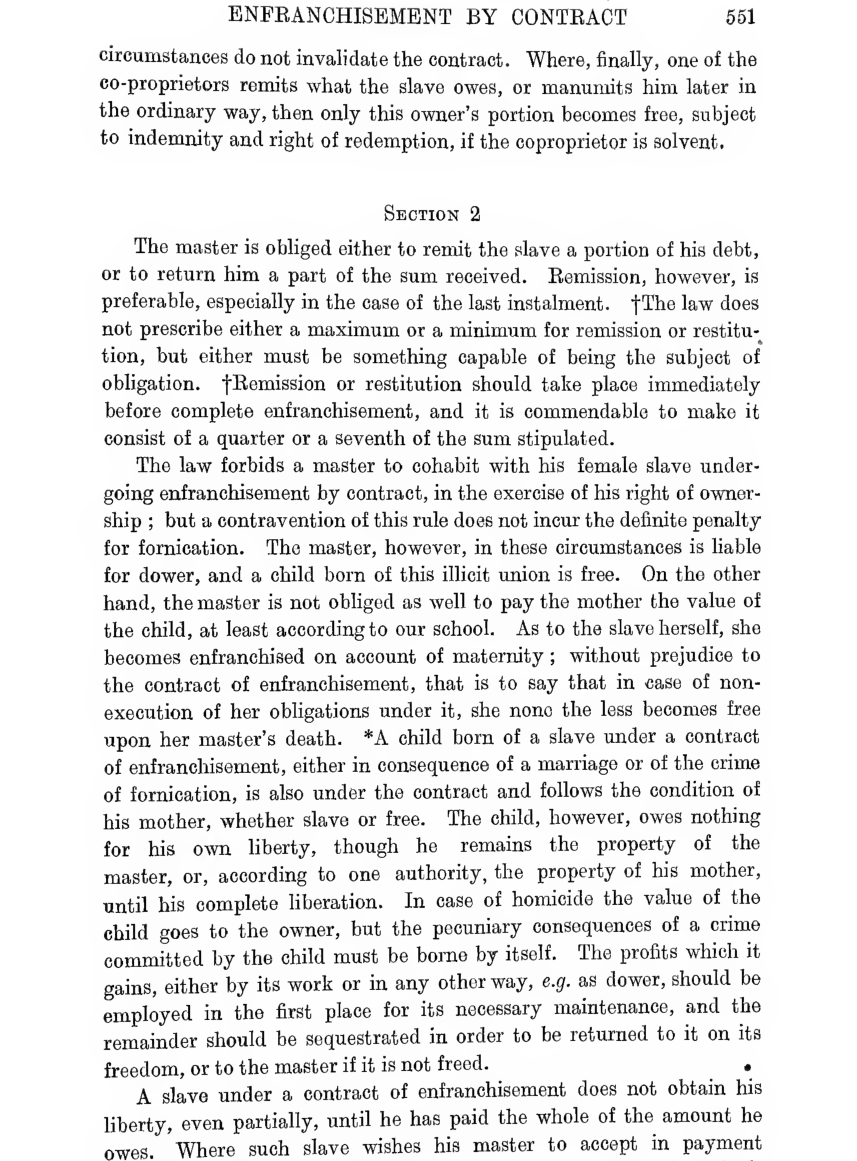 ENFRANCHISEMENT BY CONTRACT 551
circumstances do not invalidate the contract. Where, finally, one of the
co-proprietors remits what the slave owes, or manumits him later in
the ordinary way, then only this owner's portion becomes free, subject
to indemnity and right of redemption, if the coproprietor is solvent.
SECTION 2
The master is obliged either to remit the slave a portion of his debt,
or to return him a part of the sum received. Remission, however, is
preferable, especially in the case of the last instalment. †The law does
not prescribe either a maximum or a minimum for remission or restitu-
tion, but either must be something capable of being the subject of
obligation. †Remission or restitution should take place immediately
before complete enfranchisement, and it is commendable to make it
consist of a quarter or a seventh of the sum stipulated.
The law forbids a master to cohabit with his female slave under-
going enfranchisement by contract, in the exercise of his right of owner-
ship ; but a contravention of this rule does not incur the definite penalty
for fornication. The master, however, in these circumstances is liable
for dower, and a child born of this illicit union is free. On the other
hand, the master is not obliged as well to pay the mother the value of
the child, at least according to our school. As to the slave herself, she
becomes enfranchised on account of maternity ; without prejudice to
the contract of enfranchisement, that is to say that in case of non-
execution of her obligations under it, she none the less becomes free
upon her master's death. *A child born of a slave under a contract
of enfranchisement, either in consequence of a marriage or of the crime
of fornication, is also under the contract and follows the condition of
his mother, whether slave or free. The child, however, owes nothing
for his own liberty, though he remains the property of the
master, or, according to one authority, the property of his mother,
until his complete liberation. In case of homicide the value of the
child goes to the owner, but the pecuniary consequences of a crime
committed by the child must be borne by itself. The profits which it
gains, either by its work or in any other way, e.g. as dower, should be
employed in the first place for its necessary maintenance, and the
remainder should be sequestrated in order to be returned to it on its
freedom, or to the master if it is not freed.
A slave under a contract of enfranchisement does not obtain his
liberty, even partially, until he has paid the whole of the amount he
owes. Where such slave wishes his master to accept in payment